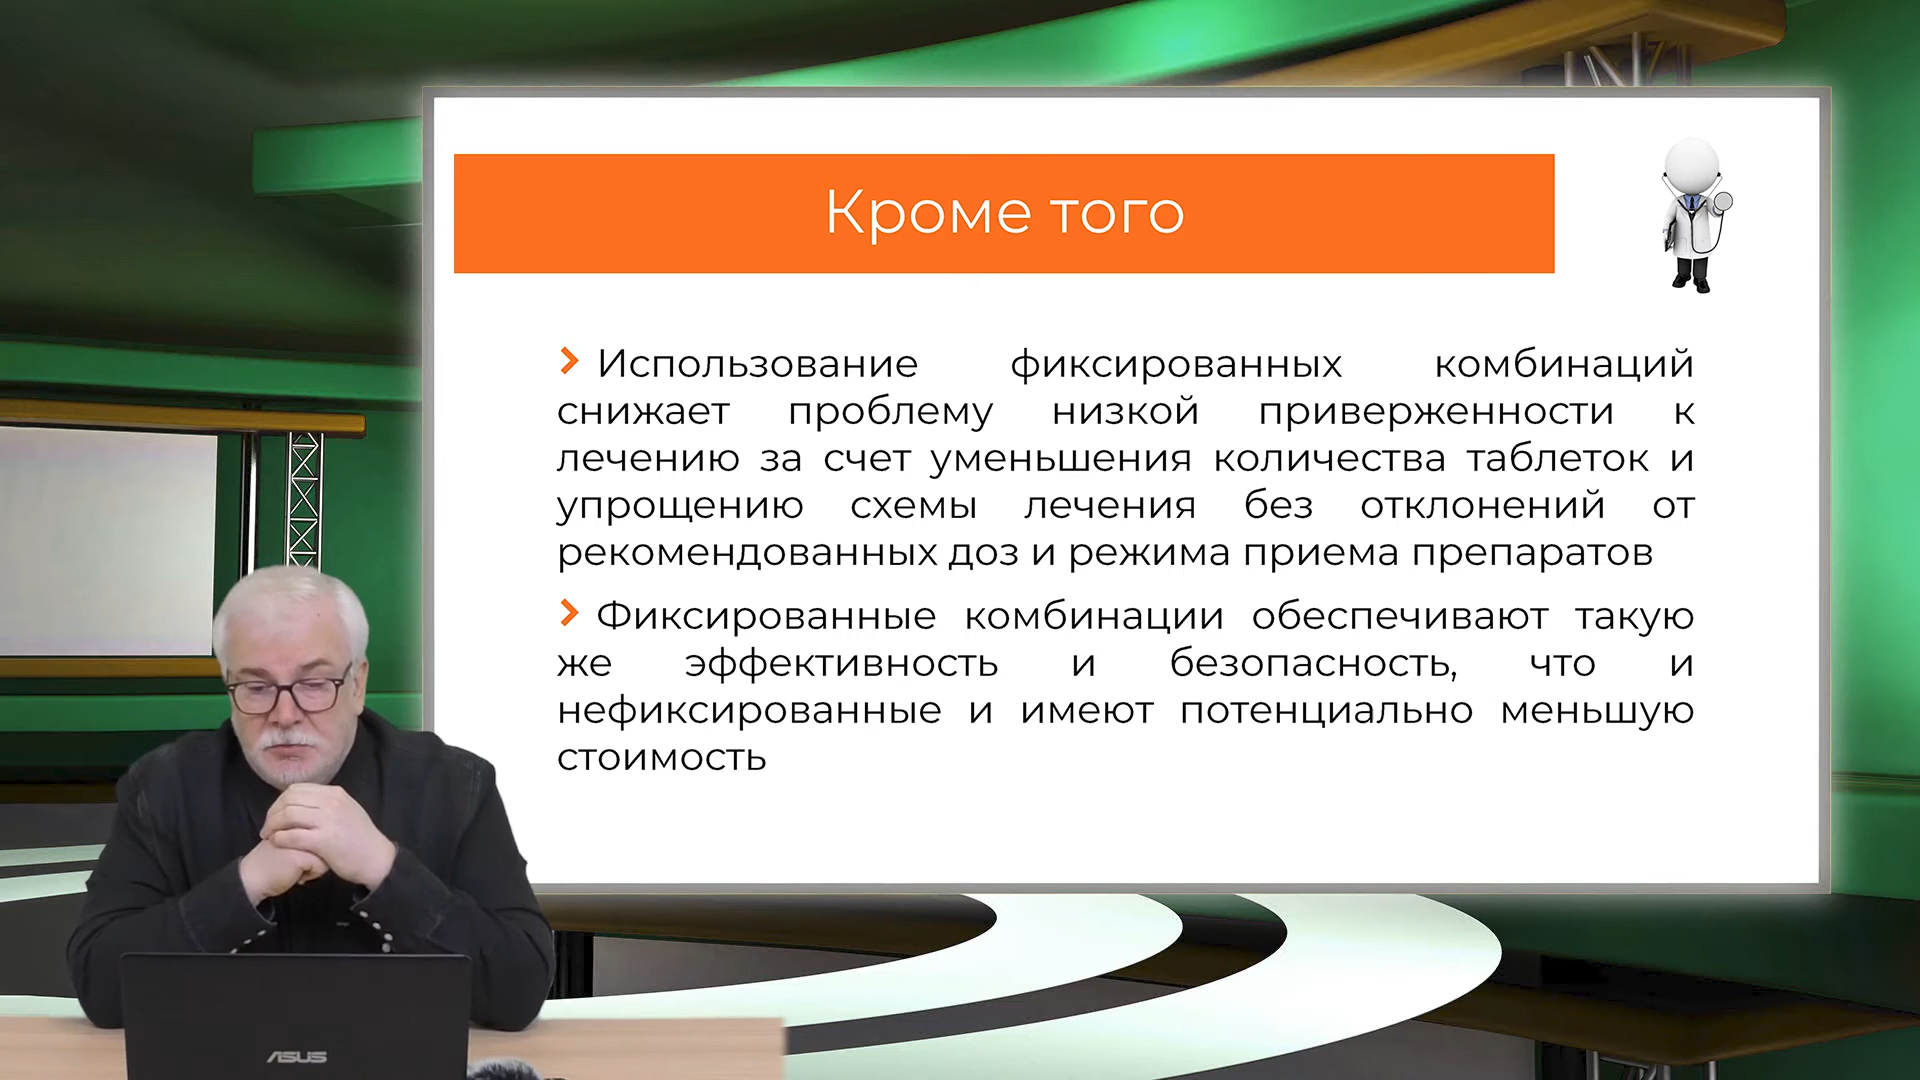 Кроме того
Использование фиксированных комбинаций
снижает проблему низкой приверженности к
лечению за счет уменьшения количества таблеток и
упрощению схемы лечения без отклонений от
рекомендованных доз и режима приема препаратов
Фиксированные комбинации обеспечивают такую
же эффективность и безопасность, что и
нефиксированные и имеют потенциально меньшую
стоимость
ASUS